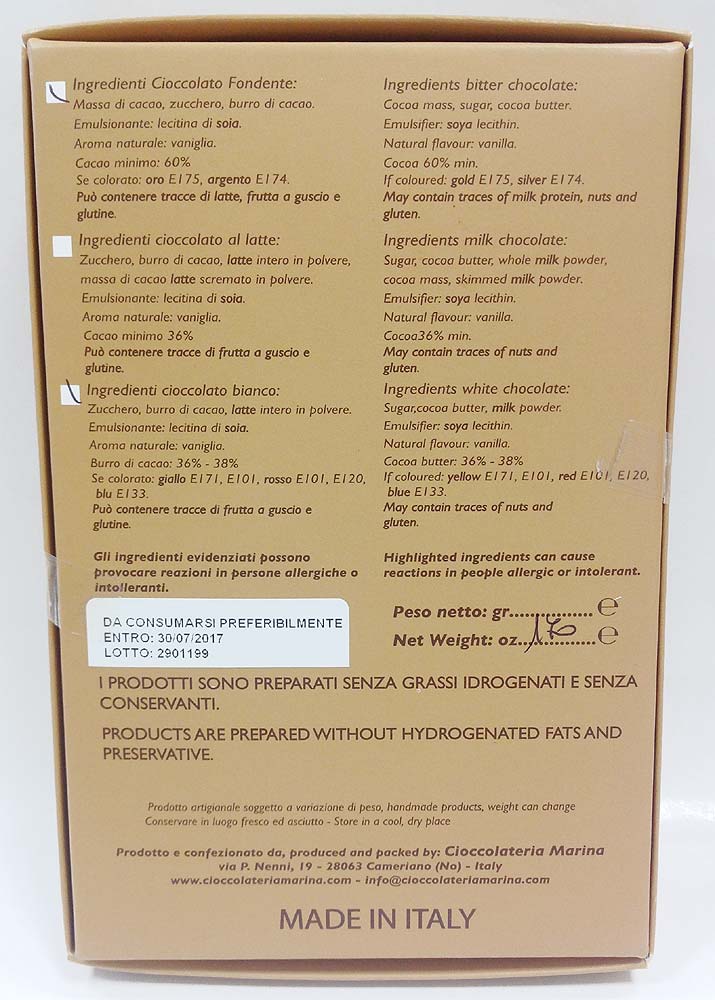 Ingredienti Cioccolato Fondente:
Massa di cacao, zucchero, burro di cacao.
Emulsionante: lecitina di soia.
Aroma naturale: vaniglia.
Cacao minimo: 60%
Se colorato: oro E175, argento E174.
Può contenere tracce di latte, frutta a guscio e
glutine.
Ingredienti cioccolato al latte:
Zucchero, burro di cacao, latte intero in polvere,
massa di cacao latte scremato in polvere.
Emulsionante: lecitina di soia.
Aroma naturale: vaniglia.
Cacao minimo 36%
Può contenere tracce di frutta a guscio e
glutine.
Ingredienti cioccolato bianco:
Zucchero, burro di cacao, latte intero in polvere.
Emulsionante: lecitina di soia.
Aroma naturale: vaniglia.
Burro di cacao: 36% - 38%
Se colorato: giallo E171, E101, rosso E101, E120,
blu E133.
Può contenere tracce di frutta a guscio e
glutine.
Gli ingredienti evidenziati possono
provocare reazioni in persone allergiche o
intolleranti.
Ingredients bitter chocolate:
Cocoa mass, sugar, cocoa butter.
Emulsifier: soya lecithin.
Natural flavour: vanilla.
Cocoa 60% min.
If coloured: gold E175, silver E174.
May contain traces of milk protein, nuts and
gluten.
Ingredients milk chocolate:
Sugar, cocoa butter, whole milk powder,
cocoa mass, skimmed milk powder.
Emulsifier: soya lecithin.
Natural flavour: vanilla.
Cocoa36% min.
May contain traces of nuts and
gluten.
Ingredients white chocolate:
Sugar,cocoa butter, milk powder.
Emulsifier: soya lecithin.
Natural flavour: vanilla.
Cocoa butter: 36% - 38%
If coloured: yellow E171, E101, red E101, E120,
blue E133.
May contain traces of nuts and
gluten.
Highlighted ingredients can cause
reactions in people allergic or intolerant.
DA CONSUMARSI PREFERIBILMENTE
ENTRO: 30/07/2017
LOTTO: 2901199
Peso netto: gr................ e
Net Weight: oz................ e
I PRODOTTI SONO PREPARATI SENZA GRASSI IDROGENATI E SENZA
CONSERVANTI.
PRODUCTS ARE PREPARED WITHOUT HYDROGENATED FATS AND
PRESERVATIVE.
Prodotto artigianale soggetto a variazione di peso, handmade products, weight can change
Conservare in luogo fresco ed asciutto - Store in a cool, dry place
Prodotto e confezionato da, produced and packed by: Cioccolateria Marina
via P. Nenni, 19 - 28063 Cameriano (No) - Italy
www.cioccolateriamarina.com - info@cioccolateriamarina.com
MADE IN ITALY